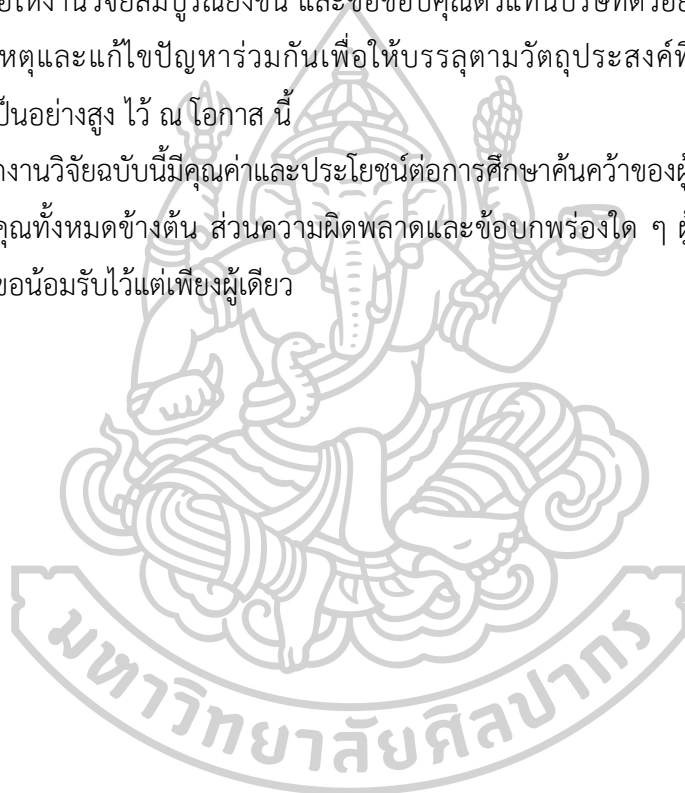 ให้งานวิจัยสมบูรณ์ยิ่งขึ้น และขอขอบคุณตัวแทนบริษัทตัวอย่
หตุและแก้ไขปัญหาร่วมกันเพื่อให้บรรลุตามวัตถุประสงค์ที่
ป็นอย่างสูง ไว้ ณ โอกาส นี้
งานวิจัยฉบับนี้มีคุณค่าและประโยชน์ต่อการศึกษาค้นคว้าของผู้
คุณทั้งหมดข้างต้น ส่วนความผิดพลาดและข้อบกพร่องใด ๆ ผู้
ขอน้อมรับไว้แต่เพียงผู้เดียว
มหาวิทยาลัยศิลปากร